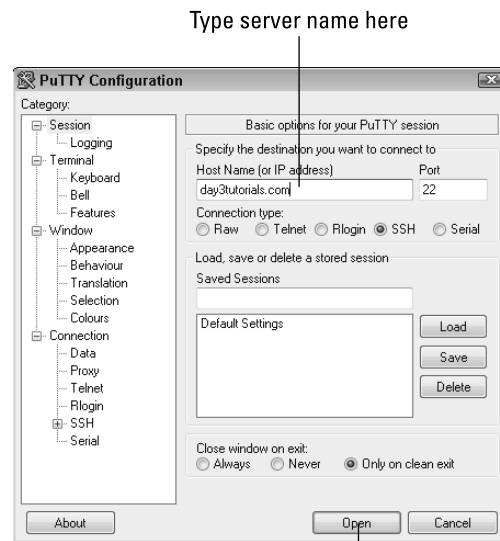 Type server name here
PuTTY Configuration
Category:
Session
Logging
Terminal
Keyboard
Bell
Features
Window
Appearance
Behaviour
Translation
Selection
Colours
Connection
Data
Proxy
Telnet
Rlogin
SSH
Serial
Basic options for your PuTTY session
Specify the destination you want to connect to
Host Name (or IP address) Port
day3tutorials.com 22
Connection type:
Raw Telnet Rlogin SSH Serial
Load, save or delete a stored session
Saved Sessions
Default Settings
Load
Save
Delete
Close window on exit:
Always Never Only on clean exit
About Open Cancel